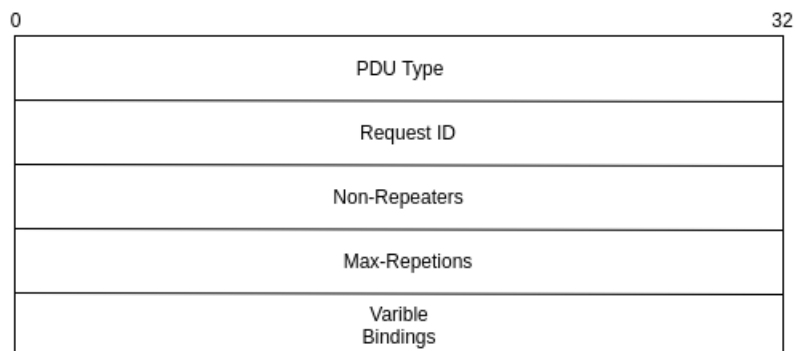 0 32
PDU Type
Request ID
Non-Repeaters
Max-Repetions
Varible
Bindings